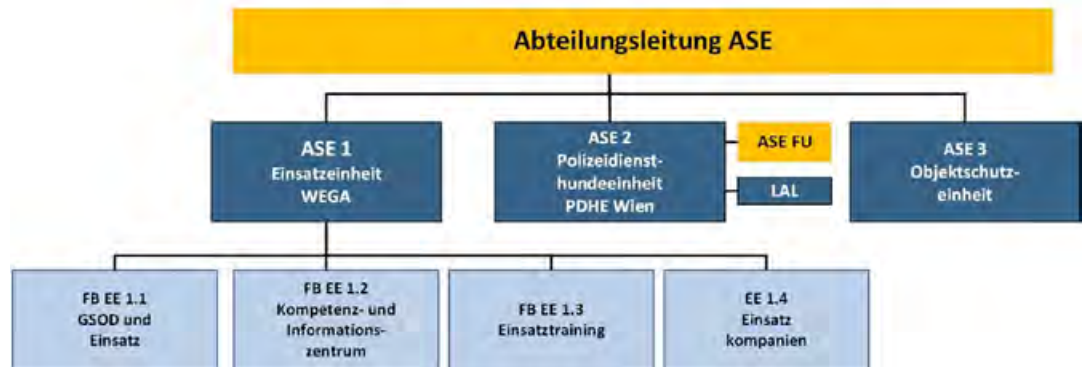 Abteilungsleitung ASE
ASE 1
Einsatzeinheit
WEGA
ASE 2
Polizeidienst-
hundeeinheit
PDHE Wien
ASE FU
LAL
ASE 3
Objektschutz-
einheit
FB EE 1.1
GSOD und
Einsatz
FB EE 1.2
Kompetenz- und
Informations-
zentrum
FB EE 1.3
Einsatztraining
EE 1.4
Einsatz
kompanien